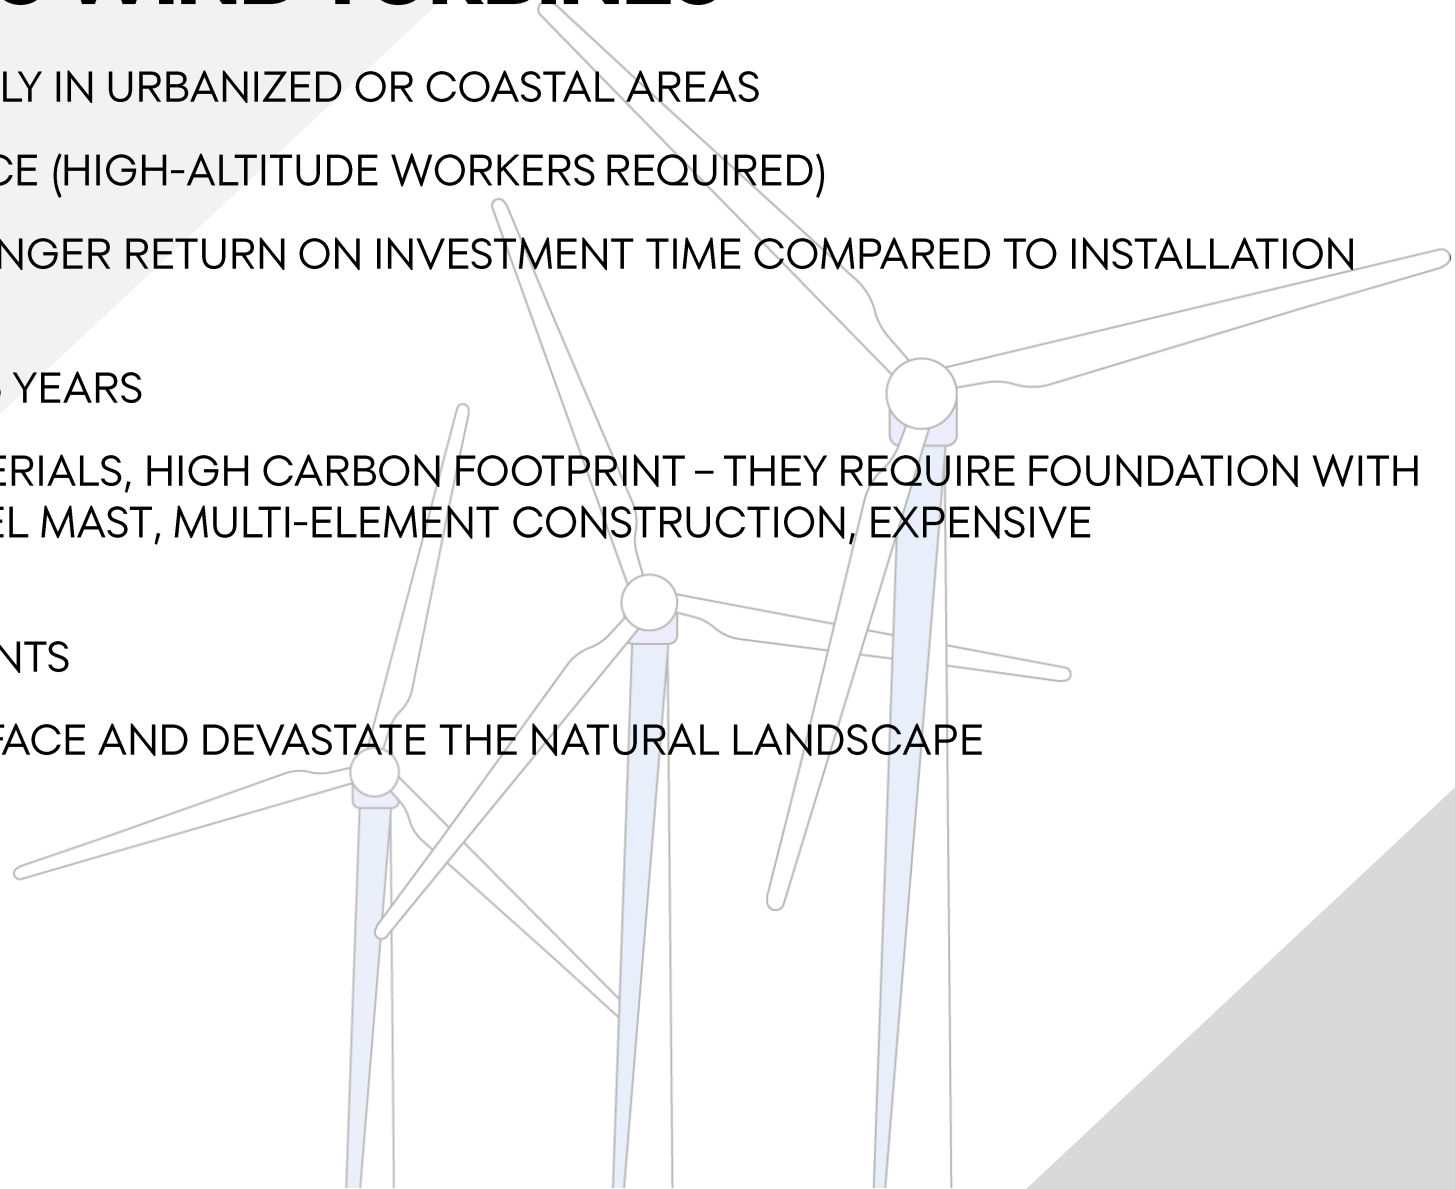 WIND TURBINES
LY IN URBANIZED OR COASTAL AREAS
CE (HIGH-ALTITUDE WORKERS REQUIRED)
NGER RETURN ON INVESTMENT TIME COMPARED TO INSTALLATION
YEARS
ERIALS, HIGH CARBON FOOTPRINT – THEY REQUIRE FOUNDATION WITH
EL MAST, MULTI-ELEMENT CONSTRUCTION, EXPENSIVE
NTS
FACE AND DEVASTATE THE NATURAL LANDSCAPE